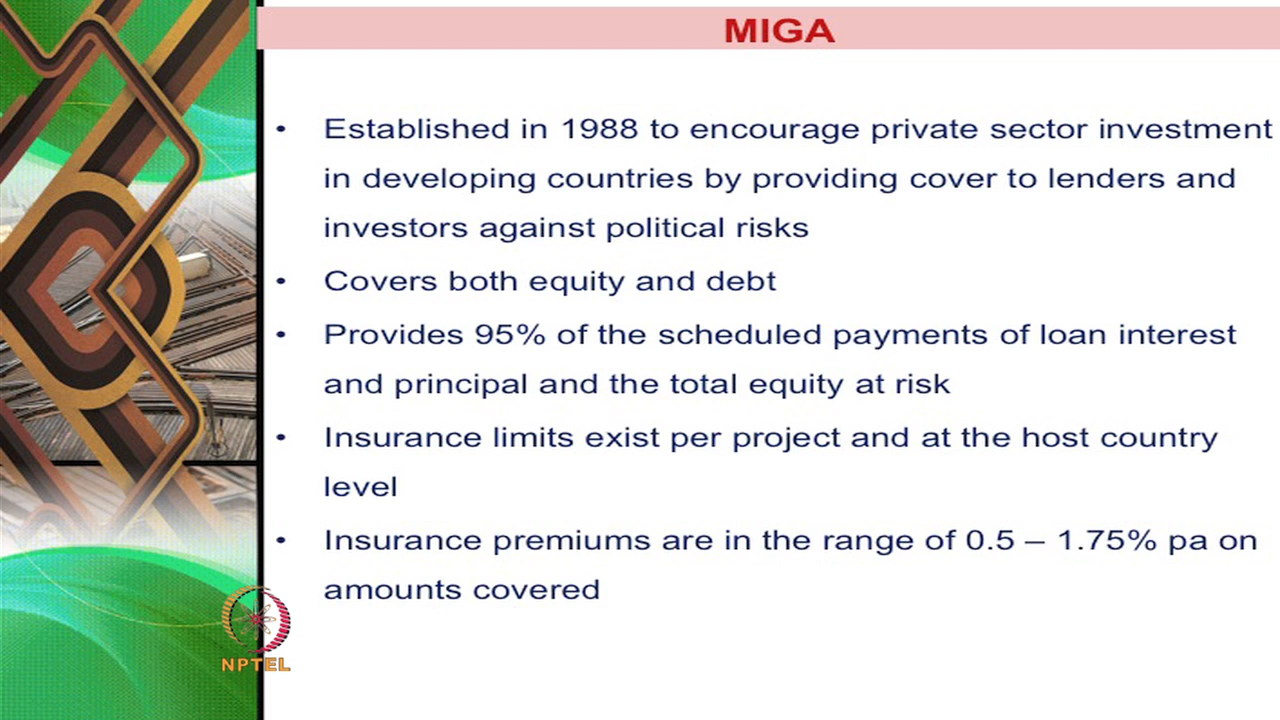 MIGA
• Established in 1988 to encourage private sector investment
in developing countries by providing cover to lenders and
investors against political risks
• Covers both equity and debt
• Provides 95% of the scheduled payments of loan interest
and principal and the total equity at risk
• Insurance limits exist per project and at the host country
level
• Insurance premiums are in the range of 0.5 – 1.75% pa on
amounts covered
NPTEL